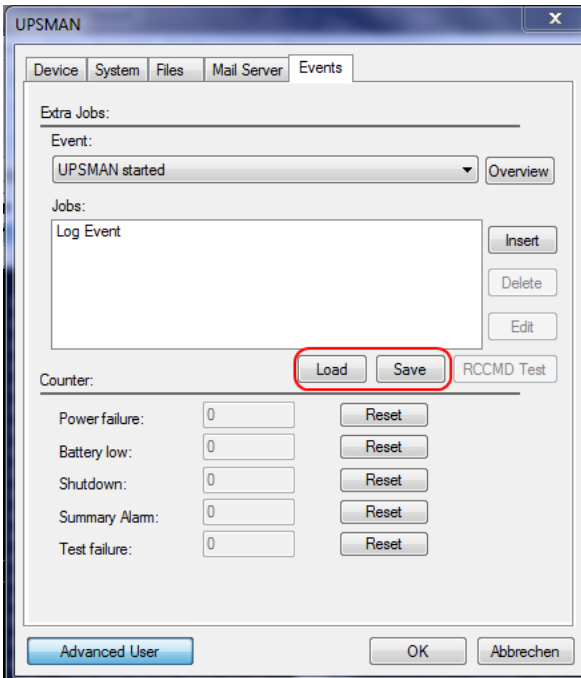 UPSMAN
x
Device System Files Mail Server Events
Extra Jobs:
Event:
UPSMAN started Overview
Jobs:
Log Event
Insert
Delete
Edit
Load Save RCCMD Test
Counter:
Power failure: 0 Reset
Battery low: 0 Reset
Shutdown: 0 Reset
Summary Alarm: 0 Reset
Test failure: 0 Reset
Advanced User OK Abbrechen